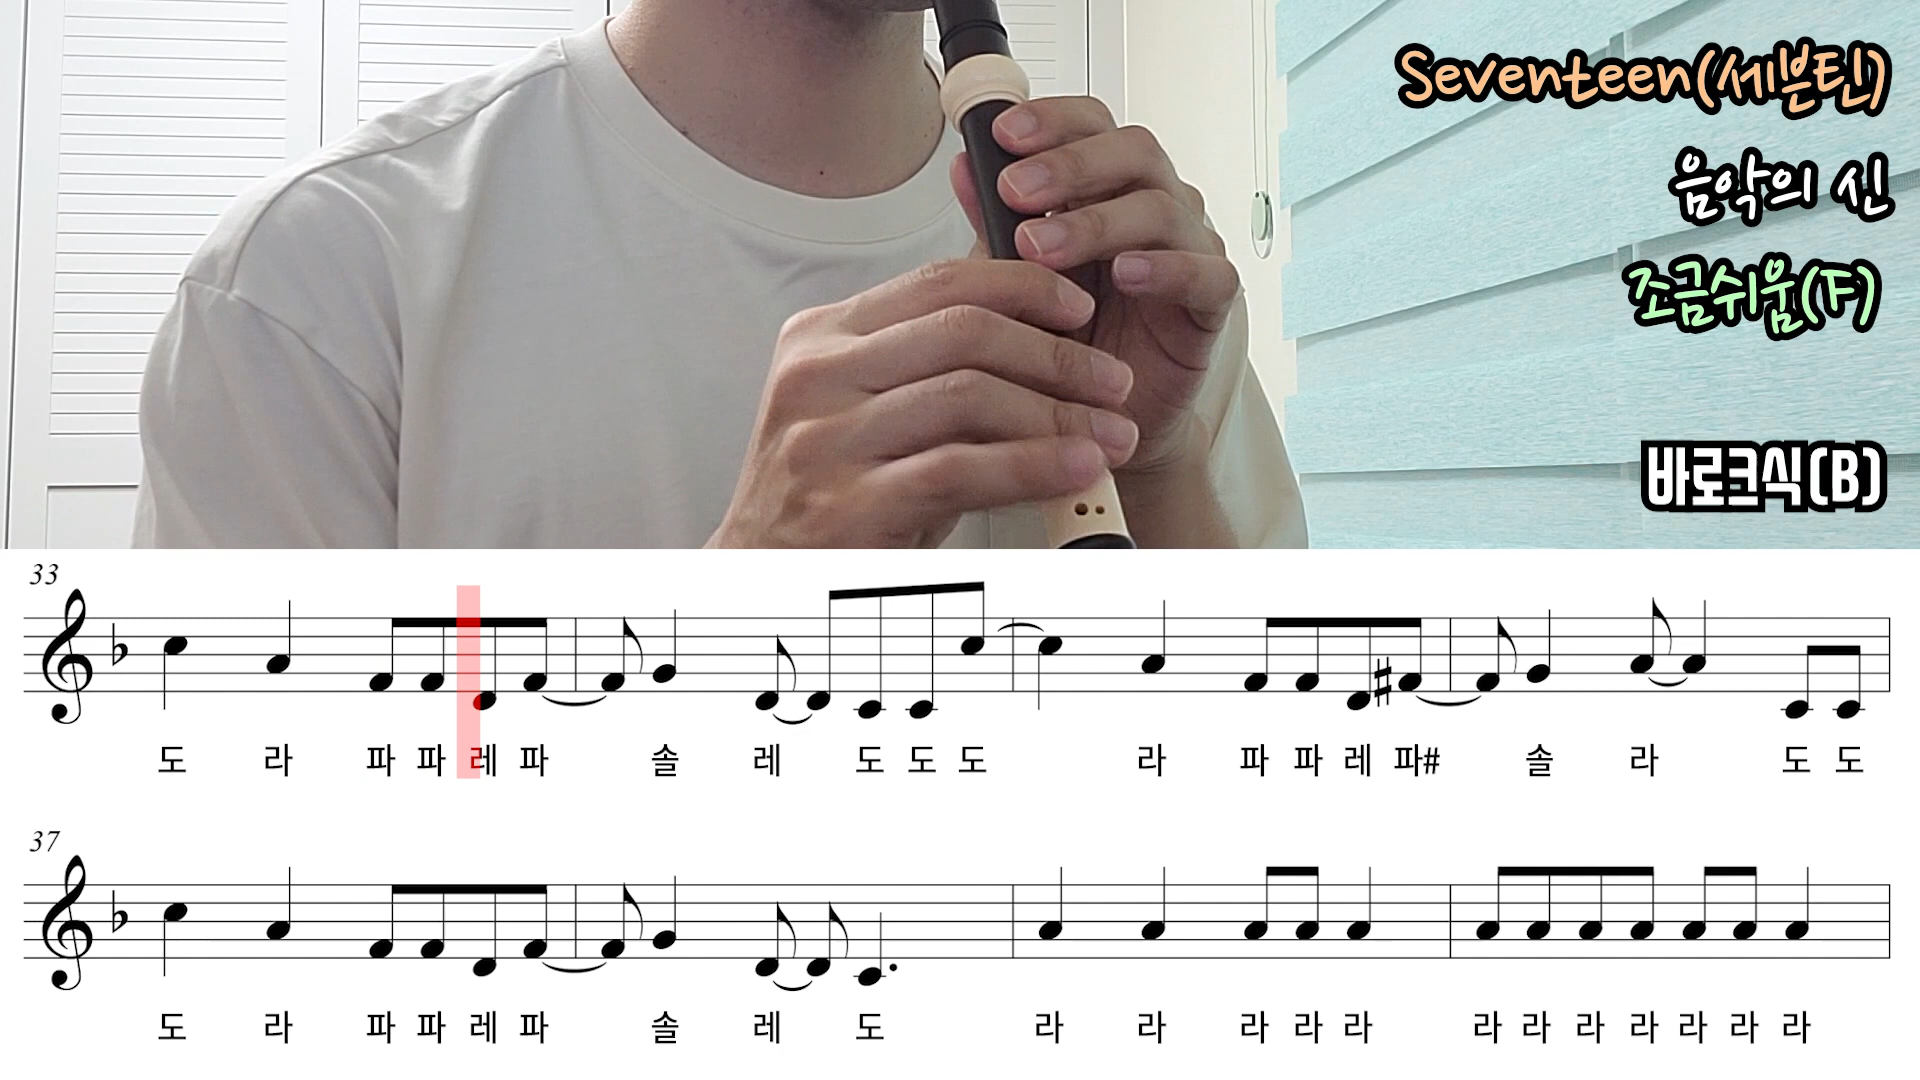 Seventeen(세븐틴)
음악의 신
조금쉬움(F)
바로크식(B)
33
도 라 파 파 레 파 솔 레 도 도 도 라 파 파 레 파# 솔 라 도 도
37
도 라 파 파 레 파 솔 레 도 라 라 라 라 라 라 라 라 라 라 라 라